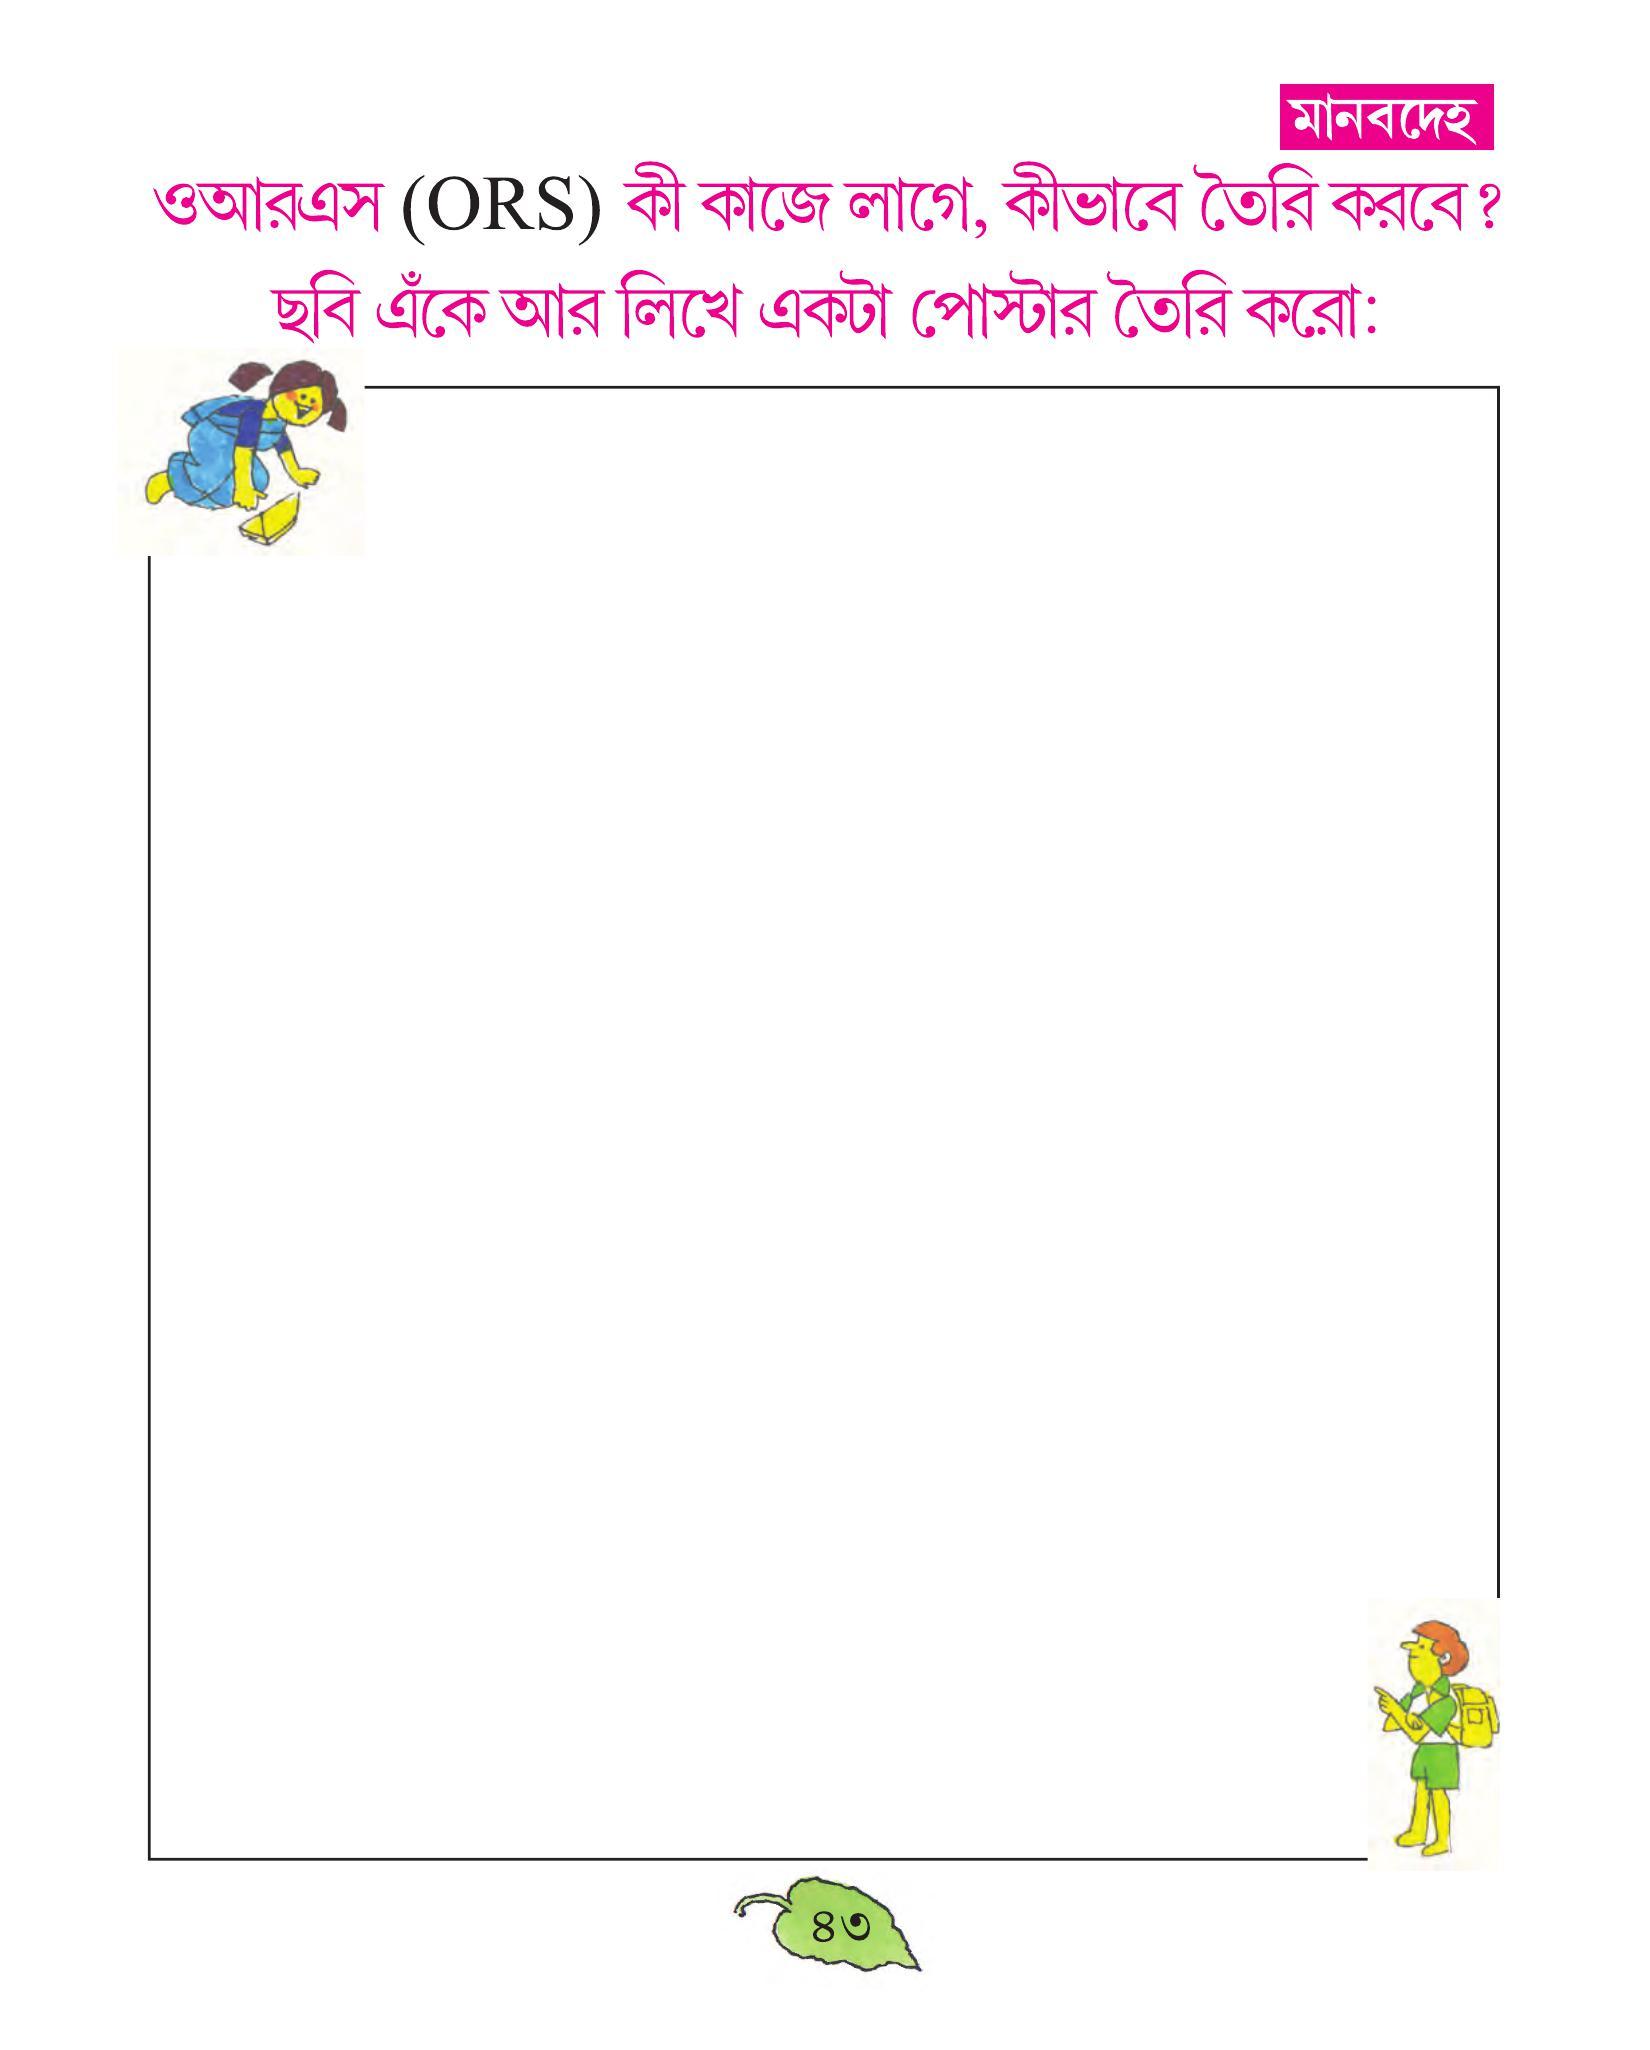 মানবদেহ
ওআরএস (ORS) কী কাজে লাগে, কীভাবে তৈরি করবে?
ছবি এঁকে আর লিখে একটা পোস্টার তৈরি করো:
৪৩